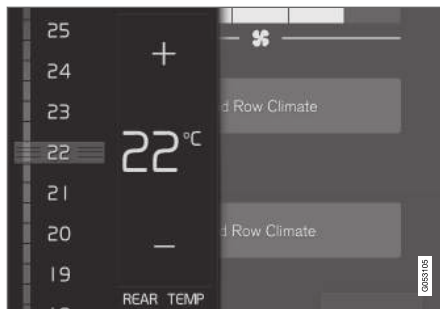 25
24
23
22
21
20
19
+
22°C
−
REAR TEMP
Row Climate
Row Climate
G053105